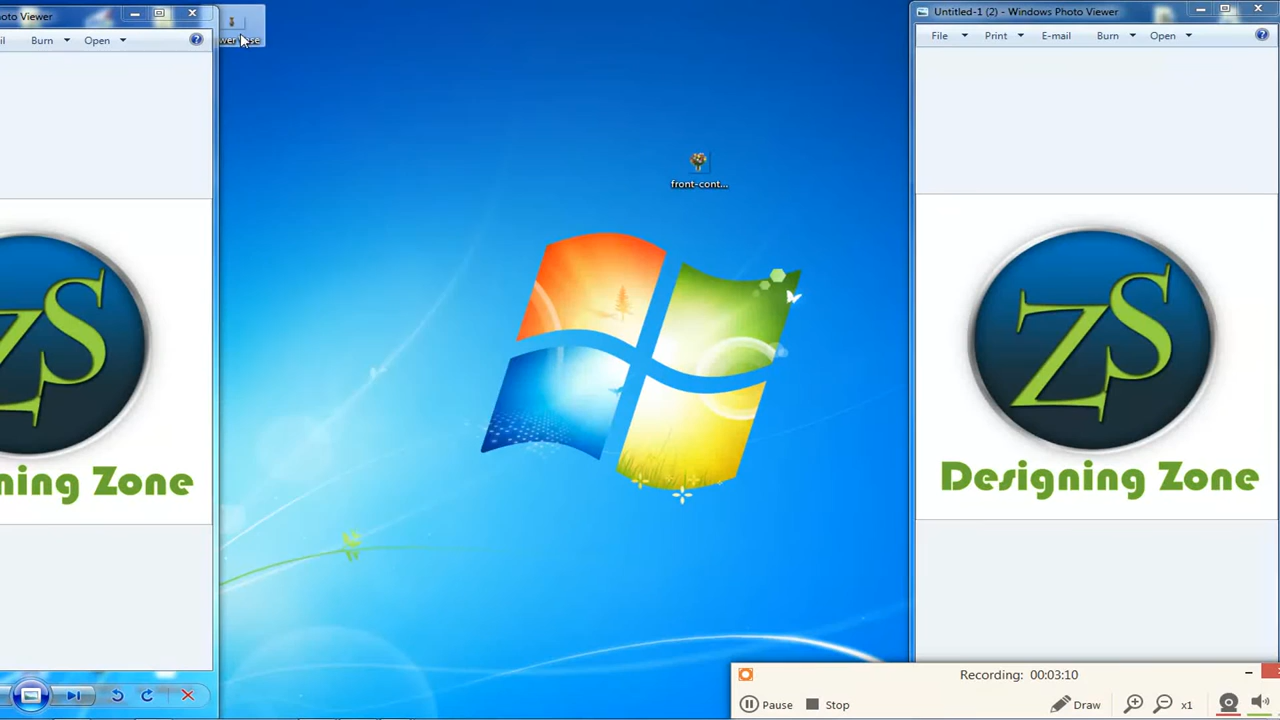 oto Viewer
il Burn Open
ZS
ning Zone
front-cont...
Untitled-1 (2) - Windows Photo Viewer
File Print E-mail Burn Open
ZS
Designing Zone
Recording: 00:03:10
Pause Stop Draw x1